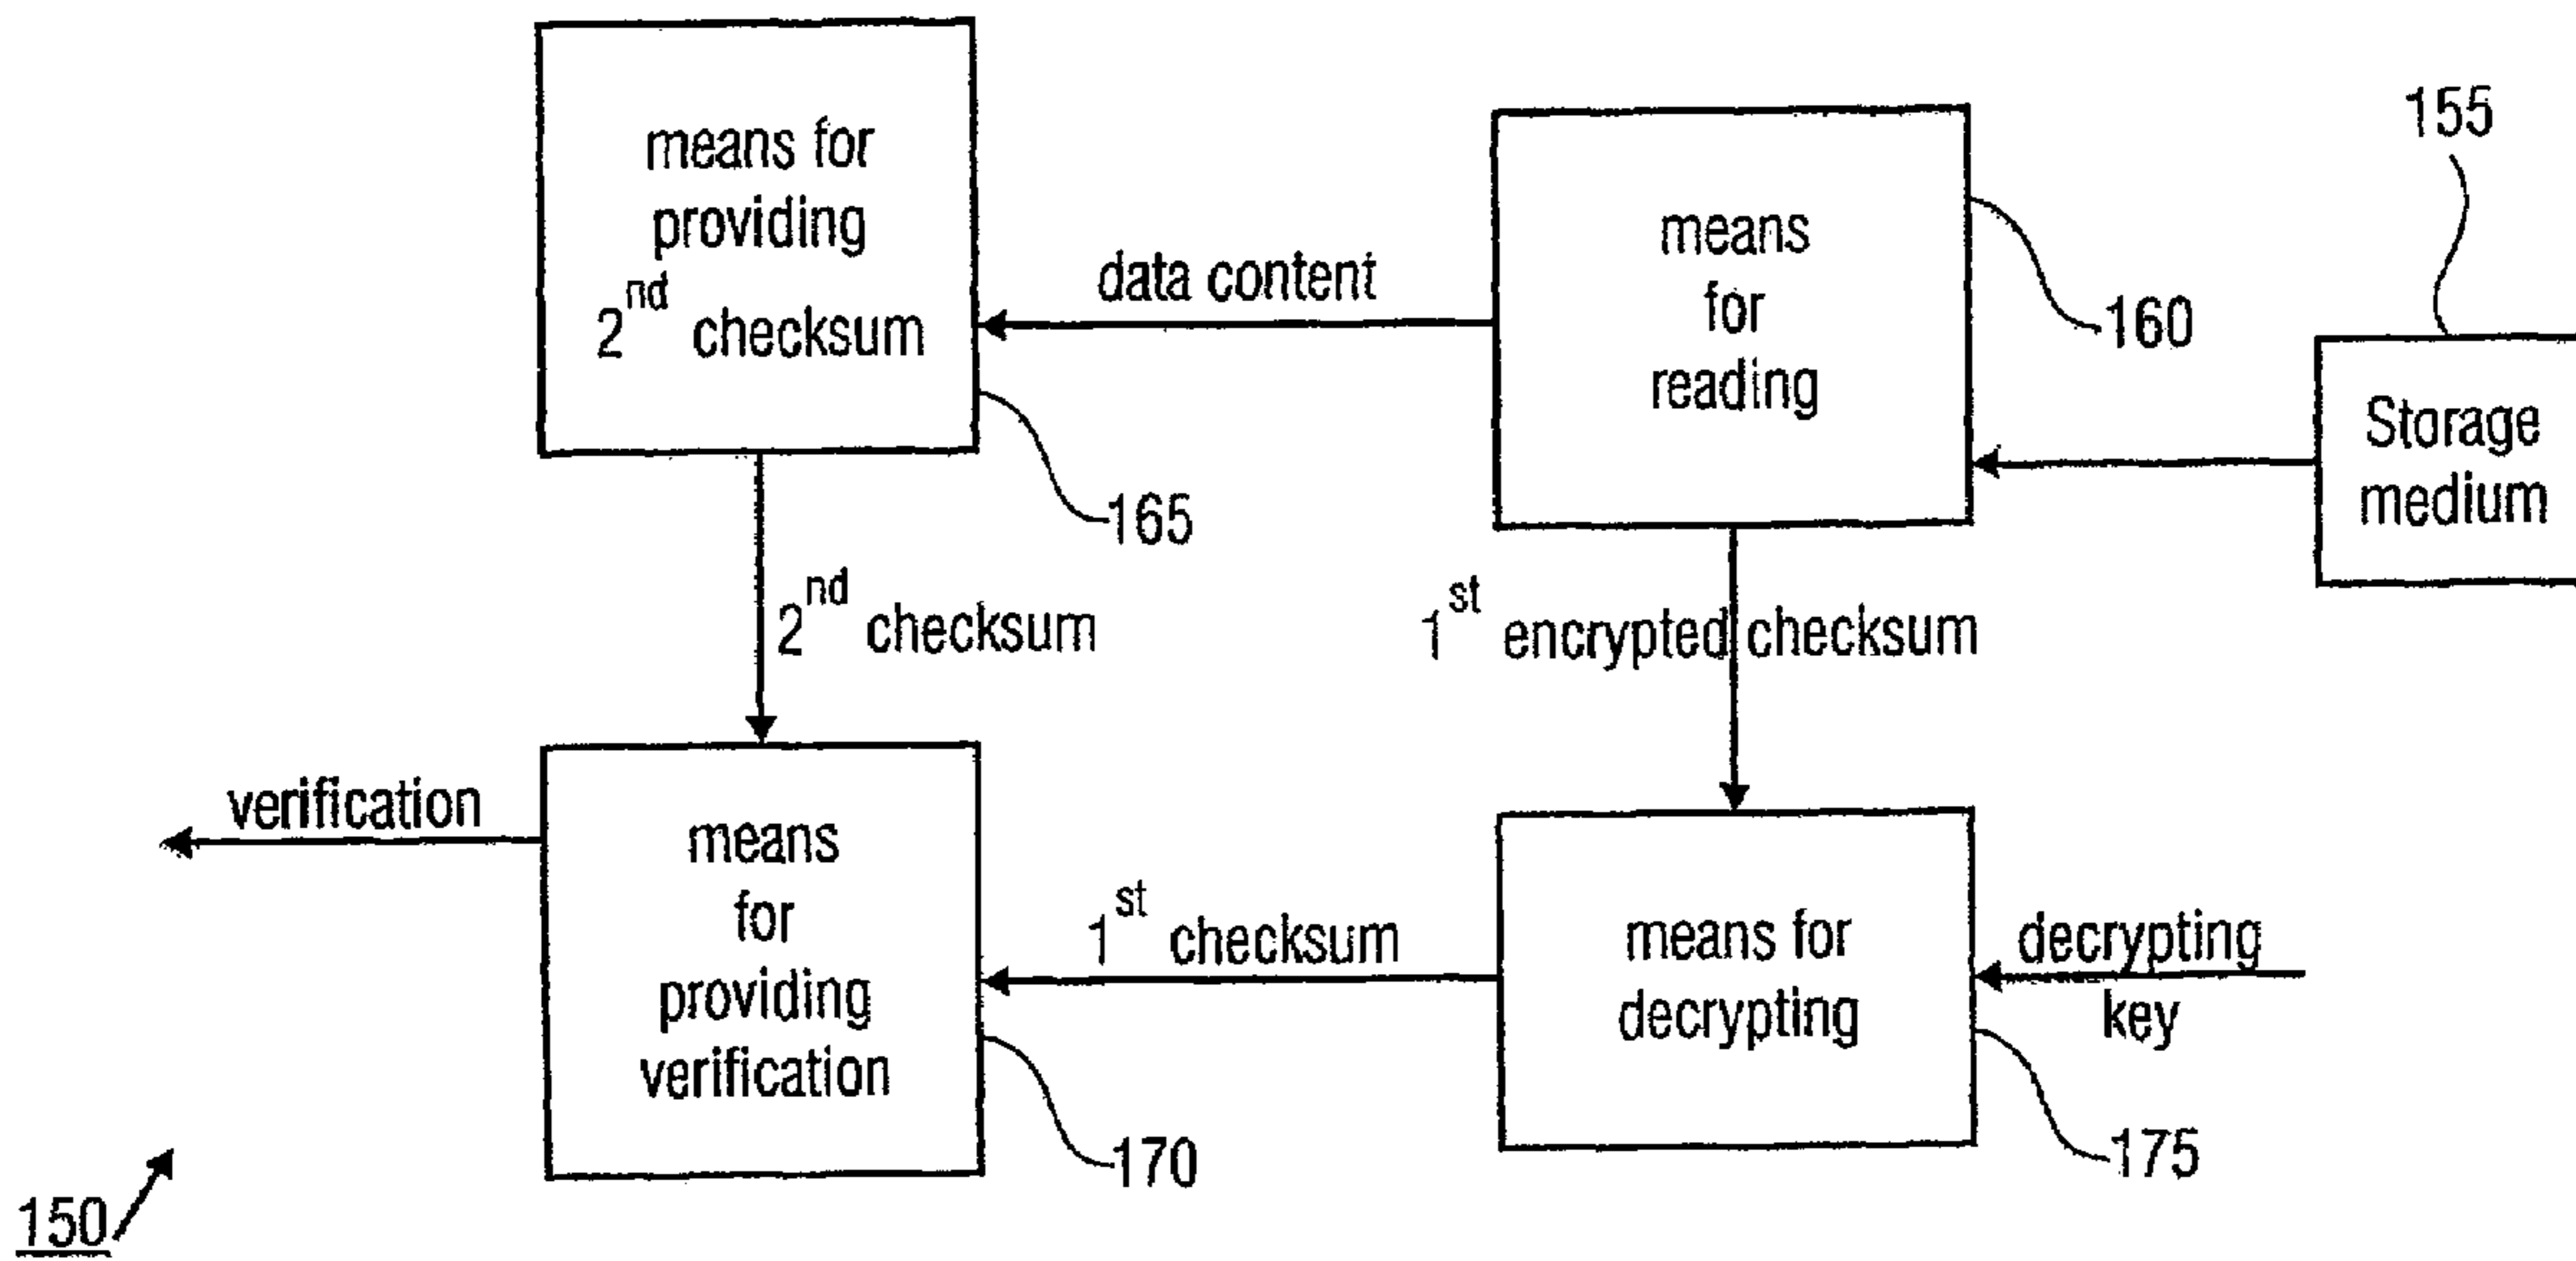 means for
providing
2nd checksum
165
data content
means
for
reading
160
155
Storage
medium
2nd checksum
1st encrypted checksum
verification
means
for
providing
verification
170
1st checksum
means for
decrypting
175
decrypting
key
150